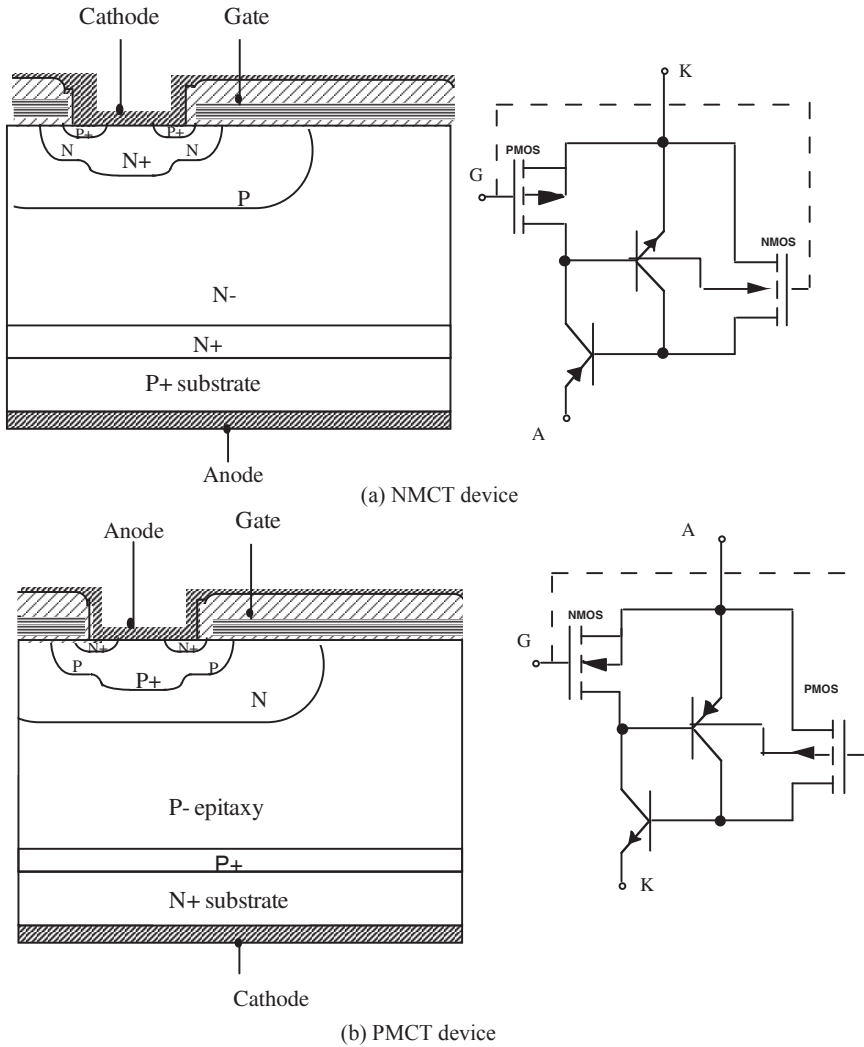 Cathode
Gate
P+
P+
N
N+
N
P
N-
N+
P+ substrate
Anode
K
PMOS
G
NMOS
A
(a) NMCT device
Anode
Gate
N+
N+
P
P+
P
N
P- epitaxy
P+
N+ substrate
Cathode
A
NMOS
G
PMOS
K
(b) PMCT device